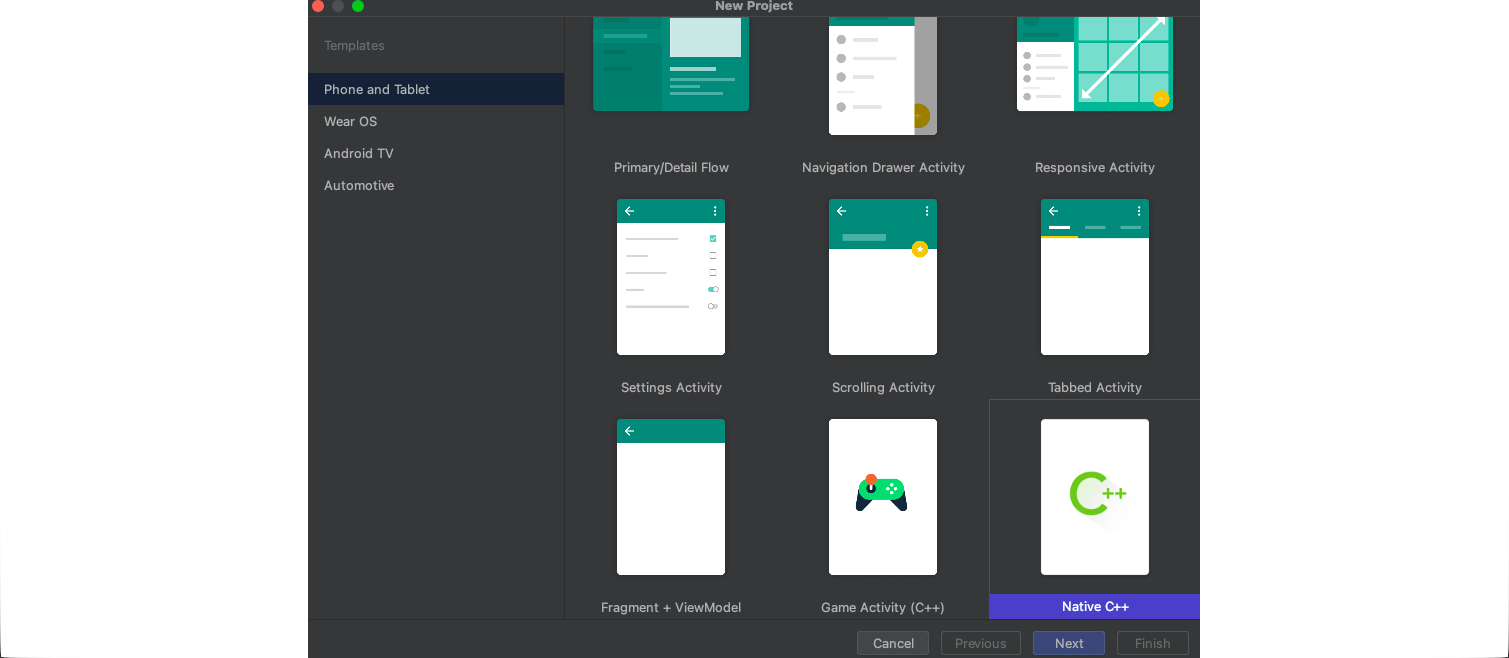 New Project
Templates
Phone and Tablet
Wear OS
Android TV
Automotive
Primary/Detail Flow
Navigation Drawer Activity
Responsive Activity
Settings Activity
Scrolling Activity
Tabbed Activity
C++
Fragment + ViewModel
Game Activity (C++)
Native C++
Cancel
Previous
Next
Finish